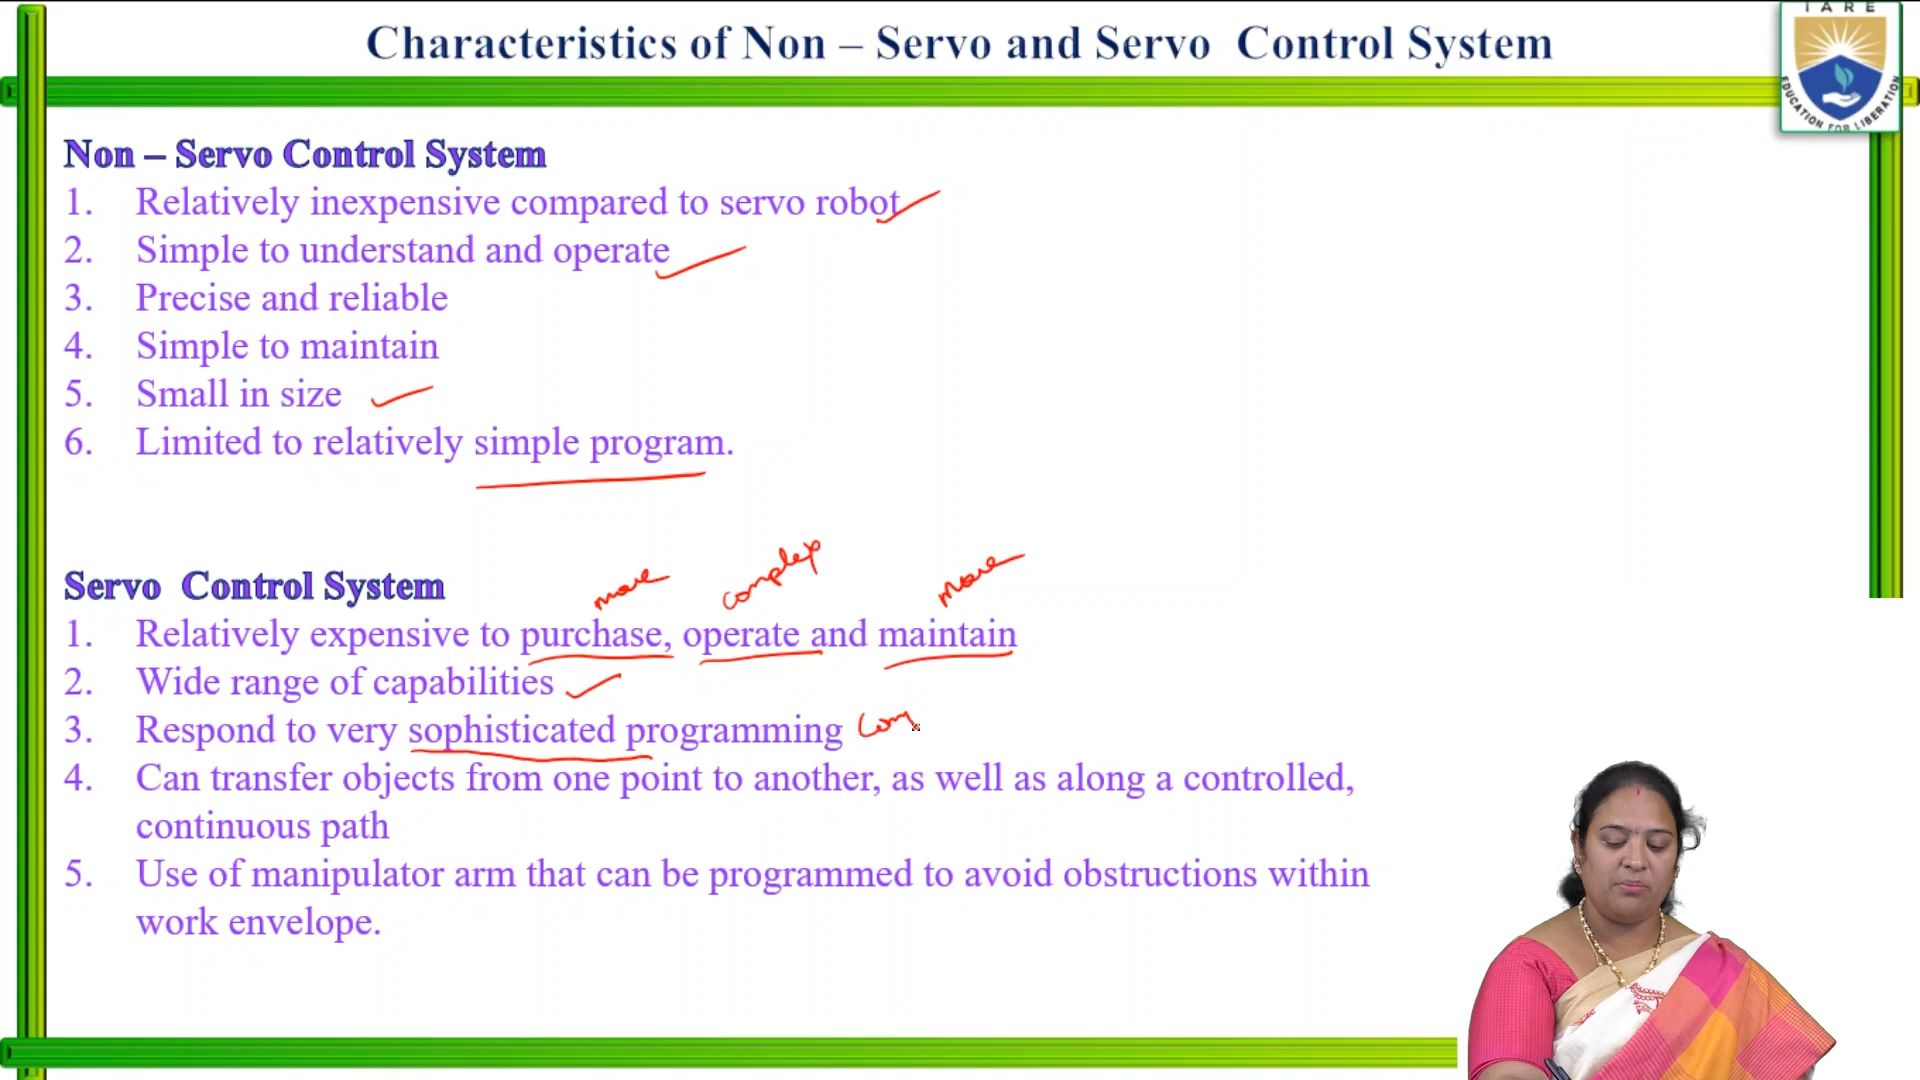 IARE
Characteristics of Non – Servo and Servo Control System
EDUCATION FOR LIBERATION
Non – Servo Control System
1. Relatively inexpensive compared to servo robot
2. Simple to understand and operate
3. Precise and reliable
4. Simple to maintain
5. Small in size
6. Limited to relatively simple program.
more complex more
Servo Control System
1. Relatively expensive to purchase, operate and maintain
2. Wide range of capabilities
3. Respond to very sophisticated programming com
4. Can transfer objects from one point to another, as well as along a controlled,
continuous path
5. Use of manipulator arm that can be programmed to avoid obstructions within
work envelope.